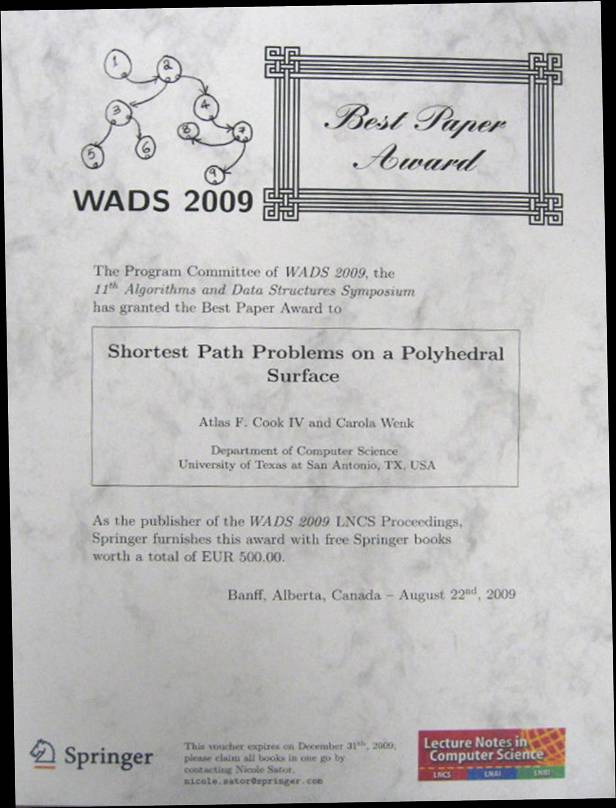 1
2
3
4
5
6
8
7
9
WADS 2009
Best Paper
Award
The Program Committee of WADS 2009, the
11th Algorithms and Data Structures Symposium
has granted the Best Paper Award to
Shortest Path Problems on a Polyhedral
Surface
Atlas F. Cook IV and Carola Wenk
Department of Computer Science
University of Texas at San Antonio, TX, USA
As the publisher of the WADS 2009 LNCS Proceedings,
Springer furnishes this award with free Springer books
worth a total of EUR 500.00.
Banff, Alberta, Canada – August 22nd, 2009
Springer
This voucher expires on December 31th, 2009,
please claim all books in one go by
contacting Nicole Sator,
nicole.sator@springer.com
Lecture Notes in
Computer Science
LNCS LNAI LNBI